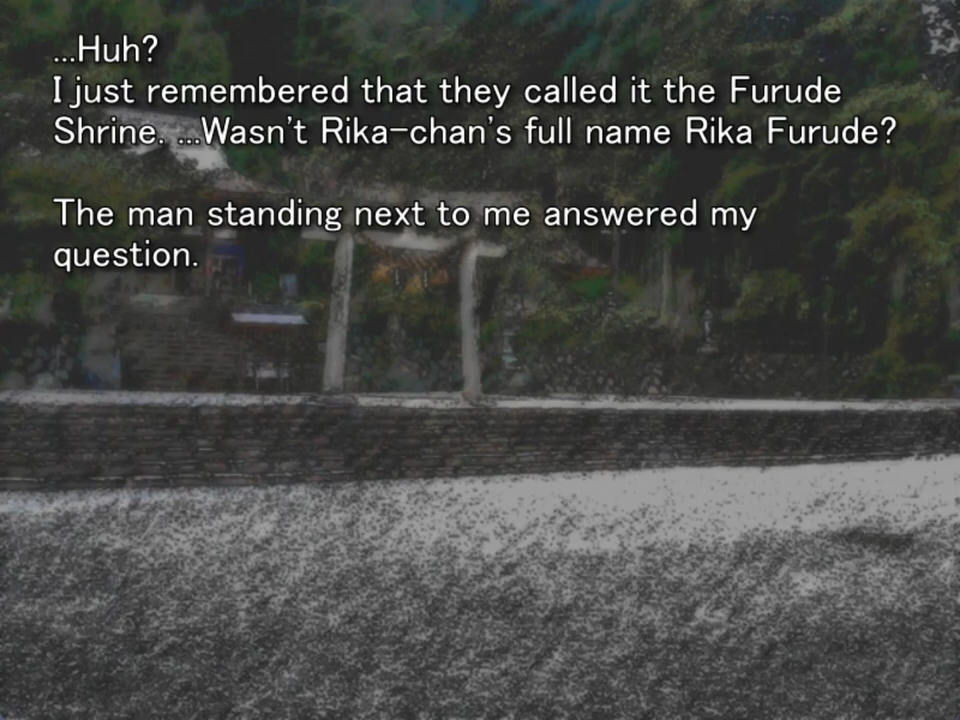 ...Huh?
I just remembered that they called it the Furude
Shrine. ...Wasn't Rika-chan's full name Rika Furude?
The man standing next to me answered my
question.